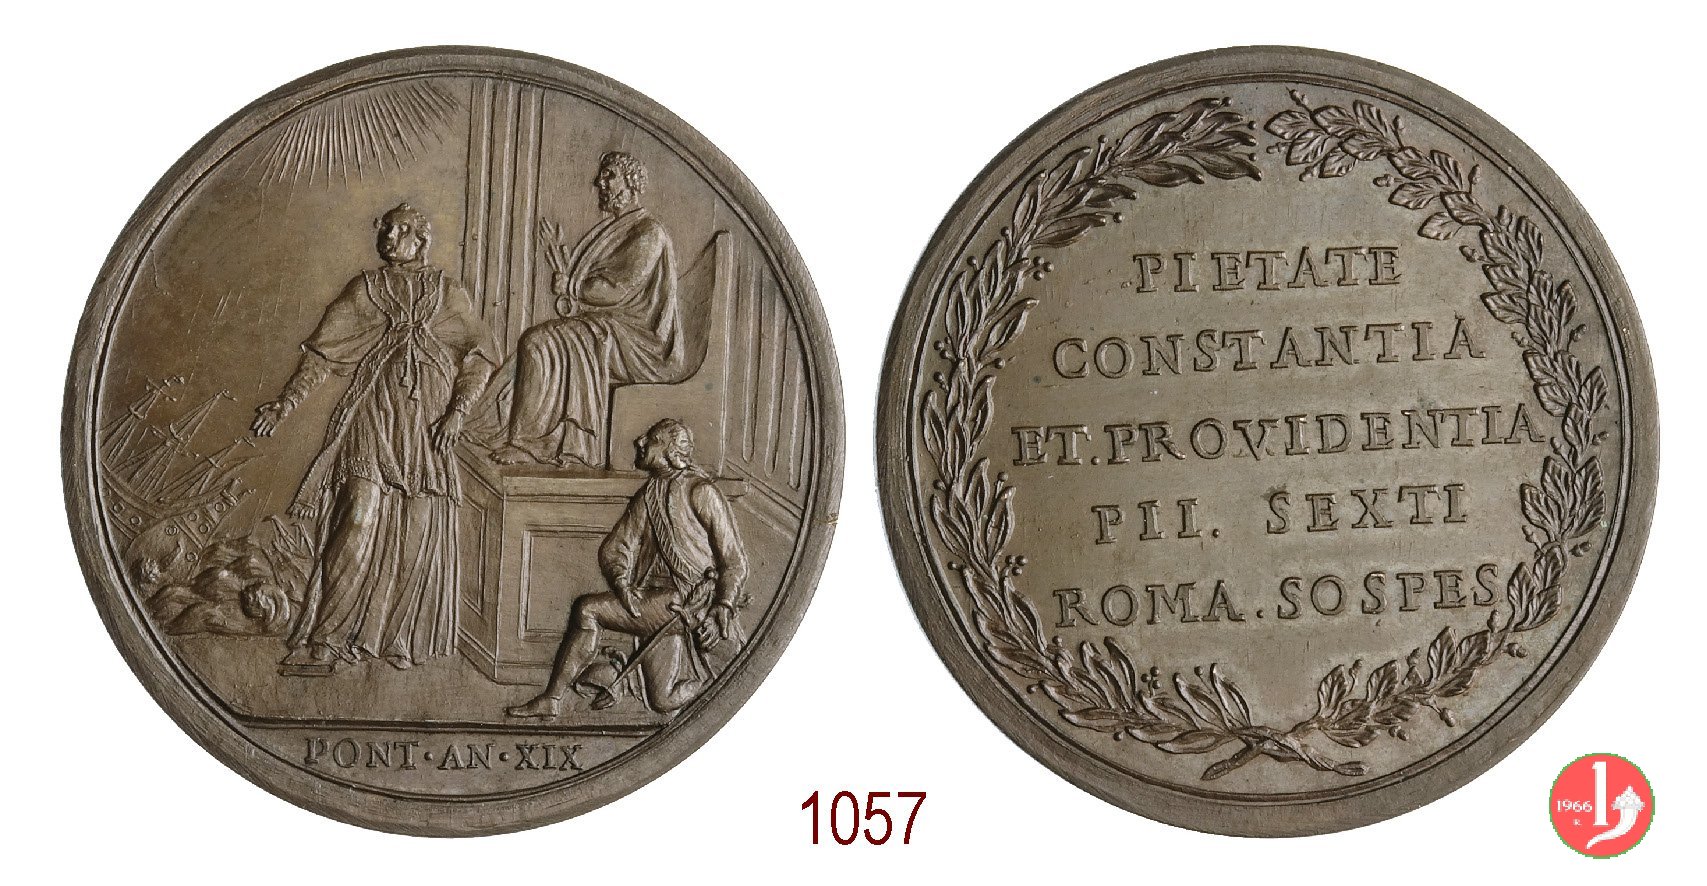 PONT·AN·XIX
PIETATE
CONSTANTIA
ET.PROVIDENTIA
PII. SEXTI
ROMA.SOSPES
1057
1966
R.